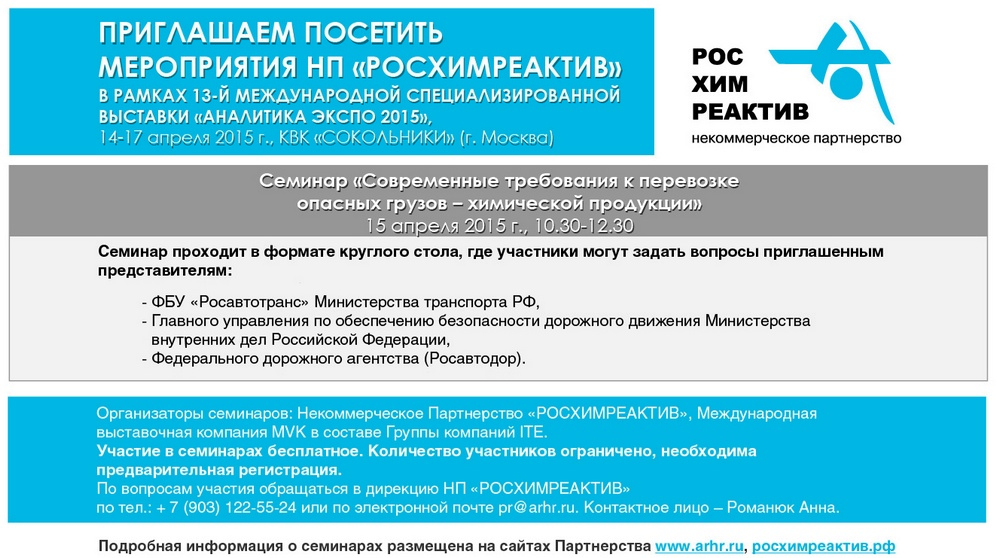 ПРИГЛАШАЕМ ПОСЕТИТЬ
МЕРОПРИЯТИЯ НП «РОСХИМРЕАКТИВ»
В РАМКАХ 13-Й МЕЖДУНАРОДНОЙ СПЕЦИАЛИЗИРОВАННОЙ
ВЫСТАВКИ «АНАЛИТИКА ЭКСПО 2015»,
14-17 апреля 2015 г., КВК «СОКОЛЬНИКИ» (г. Москва)
РОС
ХИМ
РЕАКТИВ
некоммерческое партнерство
Семинар «Современные требования к перевозке
опасных грузов – химической продукции»
15 апреля 2015 г., 10.30-12.30
Семинар проходит в формате круглого стола, где участники могут задать вопросы приглашенным
представителям:
- ФБУ «Росавтотранс» Министерства транспорта РФ,
- Главного управления по обеспечению безопасности дорожного движения Министерства
внутренних дел Российской Федерации,
- Федерального дорожного агентства (Росавтодор).
Организаторы семинаров: Некоммерческое Партнерство «РОСХИМРЕАКТИВ», Международная
выставочная компания MVK в составе Группы компаний ITE.
Участие в семинарах бесплатное. Количество участников ограничено, необходима
предварительная регистрация.
По вопросам участия обращаться в дирекцию НП «РОСХИМРЕАКТИВ»
по тел.: + 7 (903) 122-55-24 или по электронной почте pr@arhr.ru. Контактное лицо – Романюк Анна.
Подробная информация о семинарах размещена на сайтах Партнерства www.arhr.ru, росхимреактив.рф